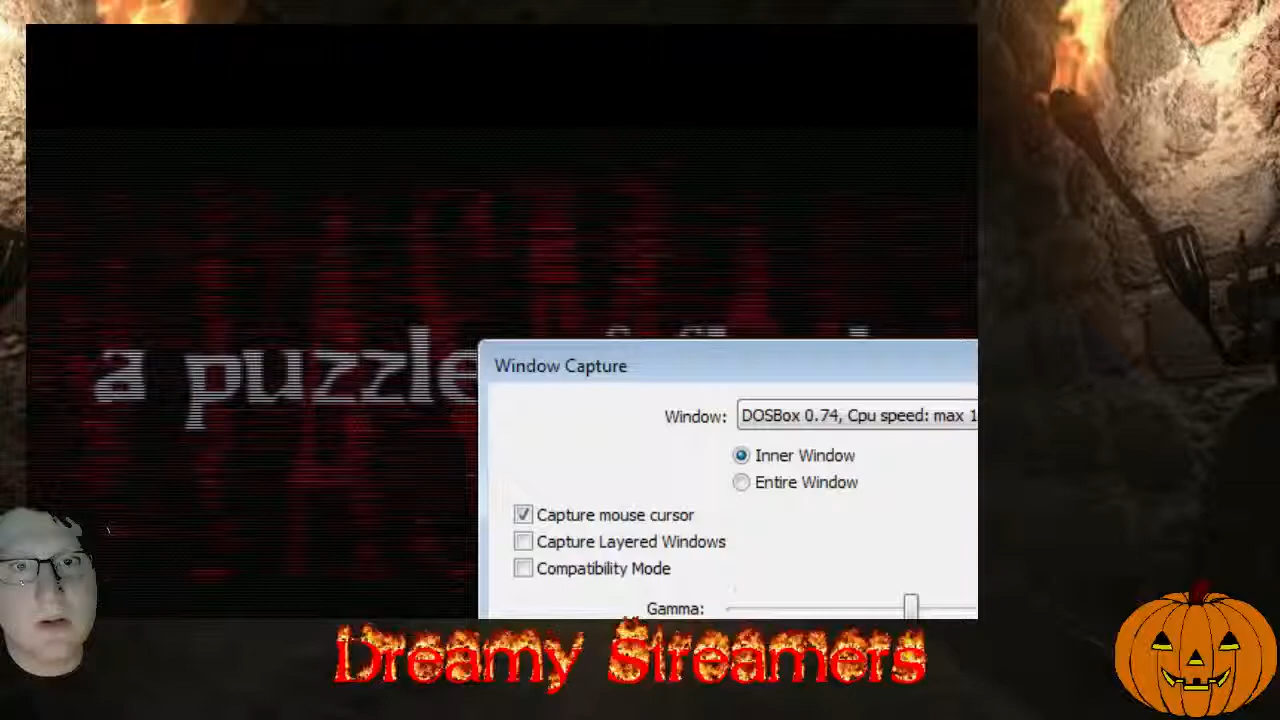 a puzzle
Window Capture
Window: DOSBox 0.74, Cpu speed: max 1
Inner Window
Entire Window
Capture mouse cursor
Capture Layered Windows
Compatibility Mode
Gamma:
Dreamy Streamers